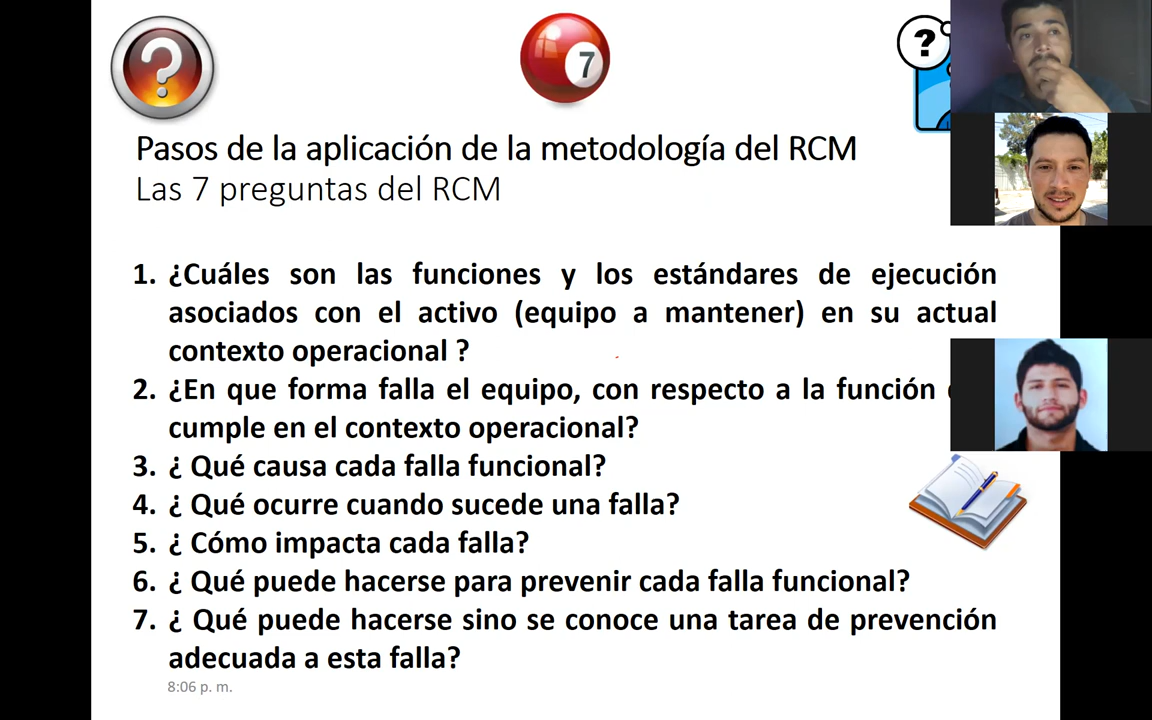 ?
7
?
Pasos de la aplicación de la metodología del RCM
Las 7 preguntas del RCM
1. ¿Cuáles son las funciones y los estándares de ejecución
asociados con el activo (equipo a mantener) en su actual
contexto operacional ?
2. ¿En que forma falla el equipo, con respecto a la función
cumple en el contexto operacional?
3. ¿ Qué causa cada falla funcional?
4. ¿ Qué ocurre cuando sucede una falla?
5. ¿ Cómo impacta cada falla?
6. ¿ Qué puede hacerse para prevenir cada falla funcional?
7. ¿ Qué puede hacerse sino se conoce una tarea de prevención
adecuada a esta falla?
8:06 p. m.